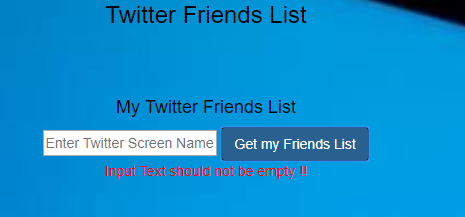 Twitter Friends List
My Twitter Friends List
Enter Twitter Screen Name Get my Friends List
Input Text should not be empty !!